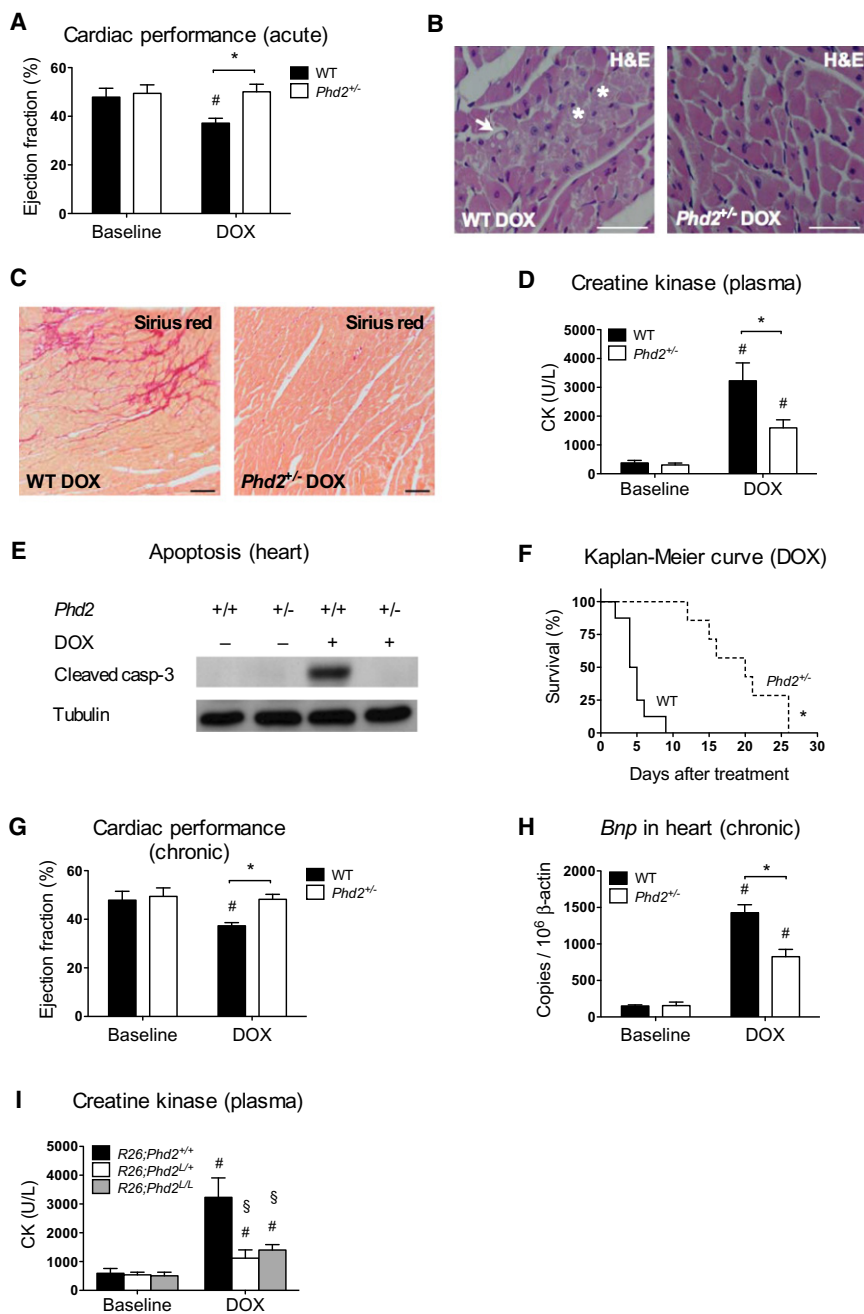 A
Cardiac performance (acute)
Ejection fraction (%)
60
40
20
0
#
*
WT
Phd2+/-
Baseline
DOX
B
H&E
*
*
WT DOX
H&E
Phd2+/- DOX
C
Sirius red
WT DOX
Sirius red
Phd2+/- DOX
D
Creatine kinase (plasma)
CK (U/L)
5000
4000
3000
2000
1000
0
WT
Phd2+/-
*
#
#
Baseline
DOX
E
Apoptosis (heart)
Phd2 +/+ +/- +/+ +/-
DOX – – + +
Cleaved casp-3
Tubulin
F
Kaplan-Meier curve (DOX)
Survival (%)
100
75
50
25
0
WT
Phd2+/-
*
0 5 10 15 20 25 30
Days after treatment
G
Cardiac performance
(chronic)
Ejection fraction (%)
60
40
20
0
#
*
WT
Phd2+/-
Baseline
DOX
H
Bnp in heart (chronic)
Copies / 10⁶ β-actin
2000
1500
1000
500
0
WT
Phd2+/-
*
#
#
Baseline
DOX
I
Creatine kinase (plasma)
CK (U/L)
5000
4000
3000
2000
1000
0
R26;Phd2+/+
R26;Phd2L/+
R26;Phd2L/L
#
§
#
§
#
Baseline
DOX